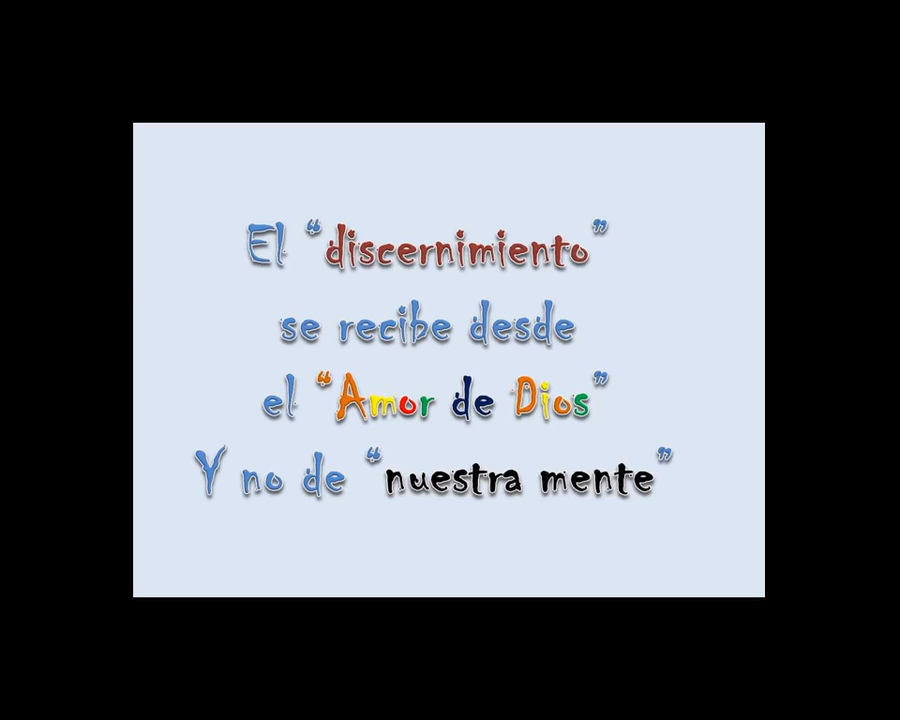 El “discernimiento”
se recibe desde
el “Amor de Dios”
Y no de “nuestra mente”